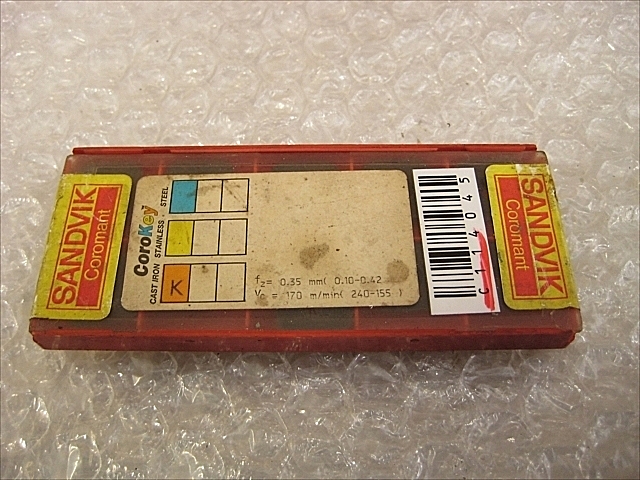 SANDVIK
Coromant
CoroKey
STEEL
STAINLESS
CAST IRON
K
fz= 0.35 mm( 0.10-0.42
Vc = 170 m/min( 240-155 )
C114045
SANDVIK
Coromant